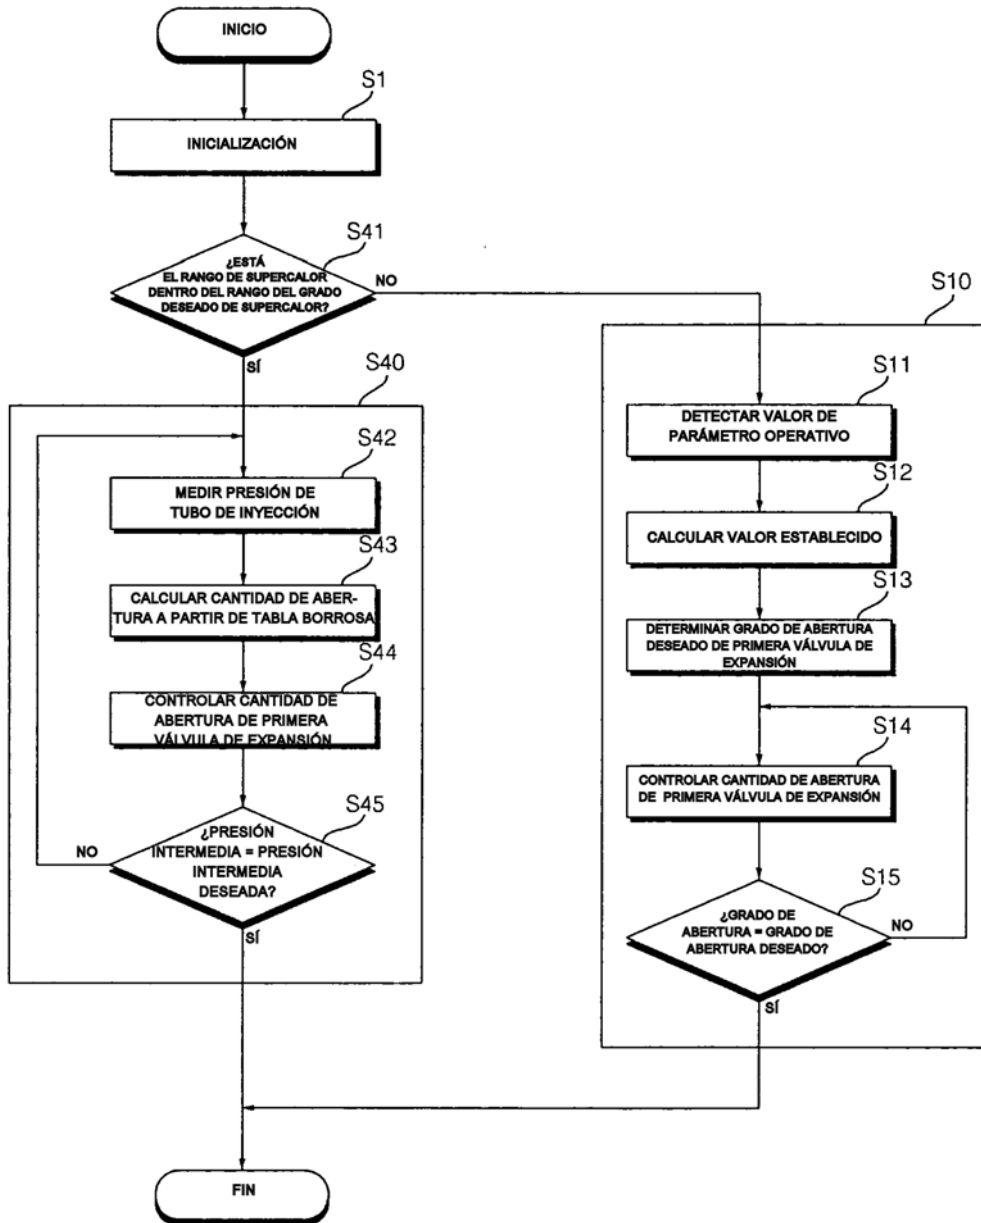 INICIO
S1
INICIALIZACIÓN
S41
¿ESTÁ
EL RANGO DE SUPERCALOR
DENTRO DEL RANGO DEL GRADO
DESEADO DE SUPERCALOR?
NO
SÍ
S40
S42
MEDIR PRESIÓN DE
TUBO DE INYECCIÓN
S43
CALCULAR CANTIDAD DE ABER-
TURA A PARTIR DE TABLA BORROSA
S44
CONTROLAR CANTIDAD DE
ABERTURA DE PRIMERA
VÁLVULA DE EXPANSIÓN
S45
¿PRESIÓN
INTERMEDIA = PRESIÓN
INTERMEDIA
DESEADA?
NO
SÍ
S10
S11
DETECTAR VALOR DE
PARÁMETRO OPERATIVO
S12
CALCULAR VALOR ESTABLECIDO
S13
DETERMINAR GRADO DE ABERTURA
DESEADO DE PRIMERA VÁLVULA DE
EXPANSIÓN
S14
CONTROLAR CANTIDAD DE ABERTURA
DE PRIMERA VÁLVULA DE EXPANSIÓN
S15
¿GRADO DE
ABERTURA = GRADO DE
ABERTURA DESEADO?
NO
SÍ
FIN